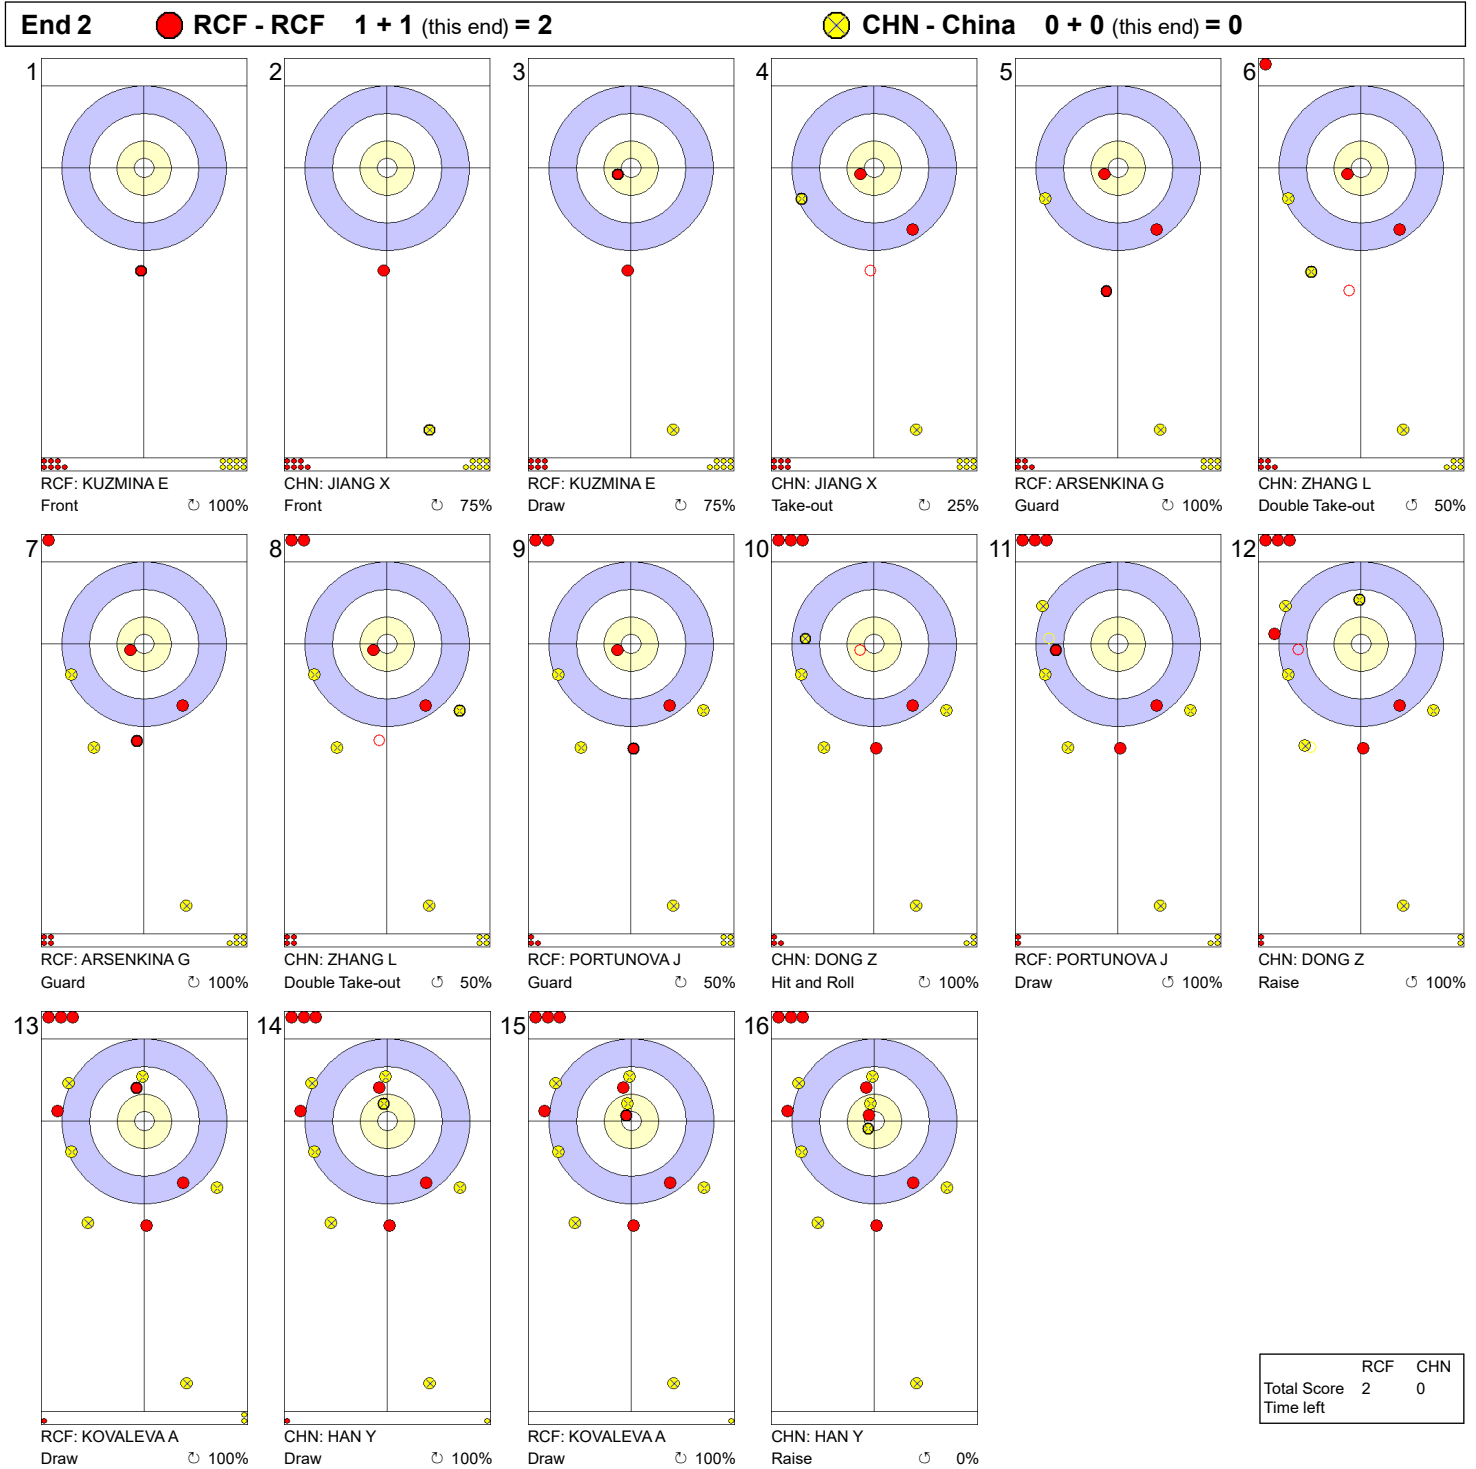 End 2 RCF - RCF 1 + 1 (this end) = 2 CHN - China 0 + 0 (this end) = 0
1 2 3 4 5 6
RCF: KUZMINA E CHN: JIANG X RCF: KUZMINA E CHN: JIANG X RCF: ARSENKINA G CHN: ZHANG L
Front ↻ 100% Front ↻ 75% Draw ↻ 75% Take-out ↻ 25% Guard ↻ 100% Double Take-out ↺ 50%
7 8 9 10 11 12
RCF: ARSENKINA G CHN: ZHANG L RCF: PORTUNOVA J CHN: DONG Z RCF: PORTUNOVA J CHN: DONG Z
Guard ↻ 100% Double Take-out ↺ 50% Guard ↻ 50% Hit and Roll ↻ 100% Draw ↻ 100% Raise ↻ 100%
13 14 15 16
RCF: KOVALEVA A CHN: HAN Y RCF: KOVALEVA A CHN: HAN Y
Draw ↻ 100% Draw ↻ 100% Draw ↻ 100% Raise ↺ 0%
RCF CHN
Total Score 2 0
Time left